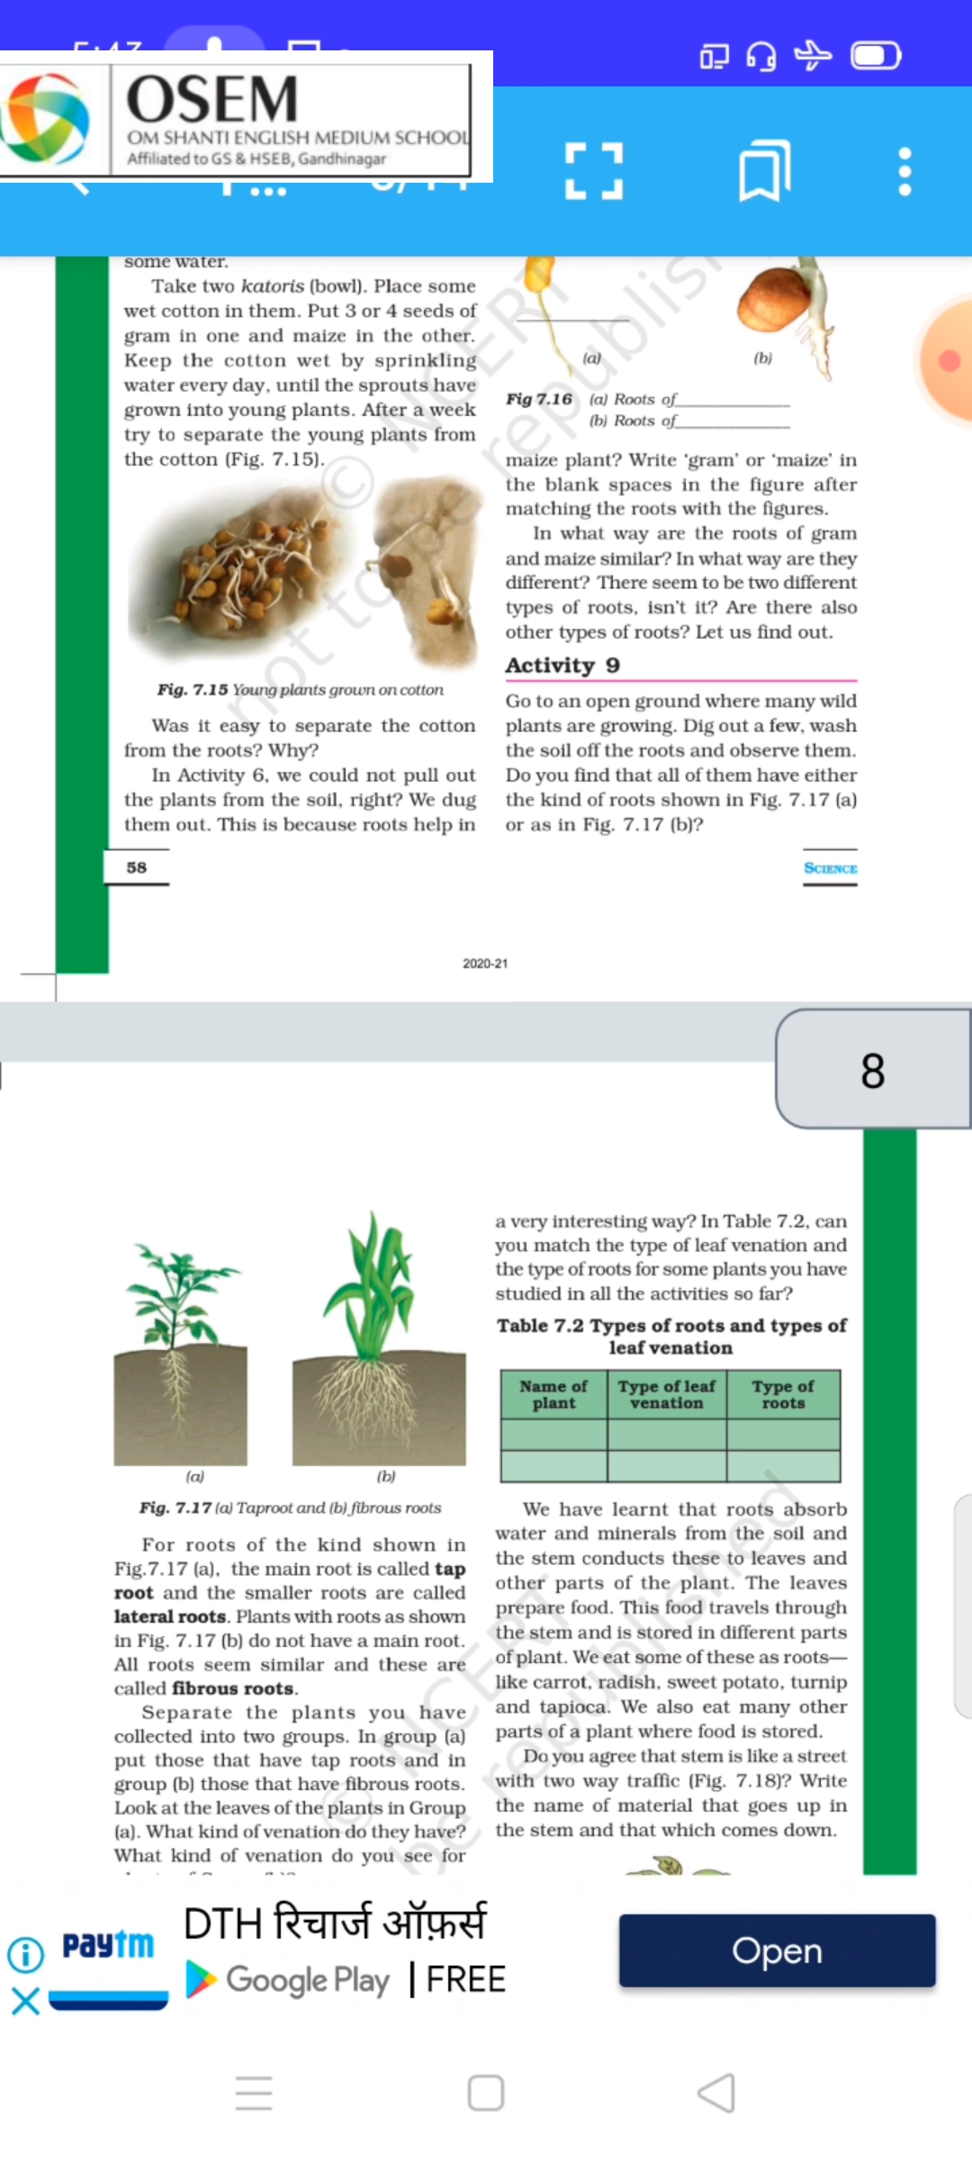 OSEM
OM SHANTI ENGLISH MEDIUM SCHOOL
Affiliated to GS & HSEB, Gandhinagar
some water.
Take two katoris (bowl). Place some
wet cotton in them. Put 3 or 4 seeds of
gram in one and maize in the other.
Keep the cotton wet by sprinkling
water every day, until the sprouts have
grown into young plants. After a week
try to separate the young plants from
the cotton (Fig. 7.15).
Fig. 7.15 Young plants grown on cotton
Was it easy to separate the cotton
from the roots? Why?
In Activity 6, we could not pull out
the plants from the soil, right? We dug
them out. This is because roots help in
(a)
(b)
Fig 7.16 (a) Roots of____________
(b) Roots of____________
maize plant? Write ‘gram’ or ‘maize’ in
the blank spaces in the figure after
matching the roots with the figures.
In what way are the roots of gram
and maize similar? In what way are they
different? There seem to be two different
types of roots, isn't it? Are there also
other types of roots? Let us find out.
Activity 9
Go to an open ground where many wild
plants are growing. Dig out a few, wash
the soil off the roots and observe them.
Do you find that all of them have either
the kind of roots shown in Fig. 7.17 (a)
or as in Fig. 7.17 (b)?
58
SCIENCE
2020-21
8
(a)
(b)
Fig. 7.17 (a) Taproot and (b) fibrous roots
For roots of the kind shown in
Fig.7.17 (a), the main root is called tap
root and the smaller roots are called
lateral roots. Plants with roots as shown
in Fig. 7.17 (b) do not have a main root.
All roots seem similar and these are
called fibrous roots.
Separate the plants you have
collected into two groups. In group (a)
put those that have tap roots and in
group (b) those that have fibrous roots.
Look at the leaves of the plants in Group
(a). What kind of venation do they have?
What kind of venation do you see for
a very interesting way? In Table 7.2, can
you match the type of leaf venation and
the type of roots for some plants you have
studied in all the activities so far?
Table 7.2 Types of roots and types of
leaf venation
Name of plant
Type of leaf venation
Type of roots
We have learnt that roots absorb
water and minerals from the soil and
the stem conducts these to leaves and
other parts of the plant. The leaves
prepare food. This food travels through
the stem and is stored in different parts
of plant. We eat some of these as roots—
like carrot, radish, sweet potato, turnip
and tapioca. We also eat many other
parts of a plant where food is stored.
Do you agree that stem is like a street
with two way traffic (Fig. 7.18)? Write
the name of material that goes up in
the stem and that which comes down.
© NCERT
not to be republished
© NCERT
be republished
paytm
DTH रिचार्ज ऑफ़र्स
Google Play | FREE
Open